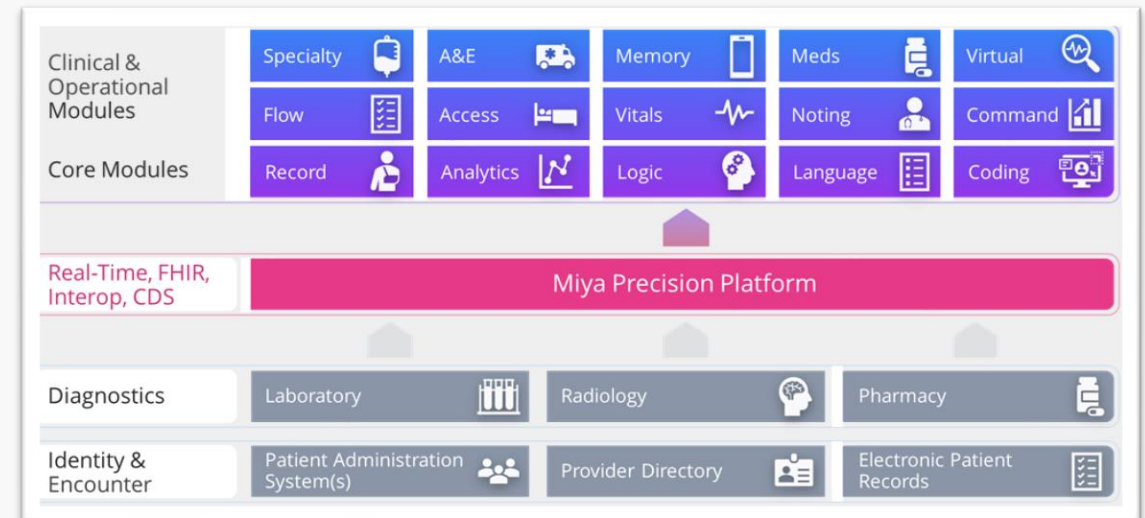 Clinical &
Operational
Modules
Specialty
A&E
Memory
Meds
Virtual
Flow
Access
Vitals
Noting
Command
Core Modules
Record
Analytics
Logic
Language
Coding
Real-Time, FHIR,
Interop, CDS
Miya Precision Platform
Diagnostics
Laboratory
Radiology
Pharmacy
Identity &
Encounter
Patient Administration
System(s)
Provider Directory
Electronic Patient
Records